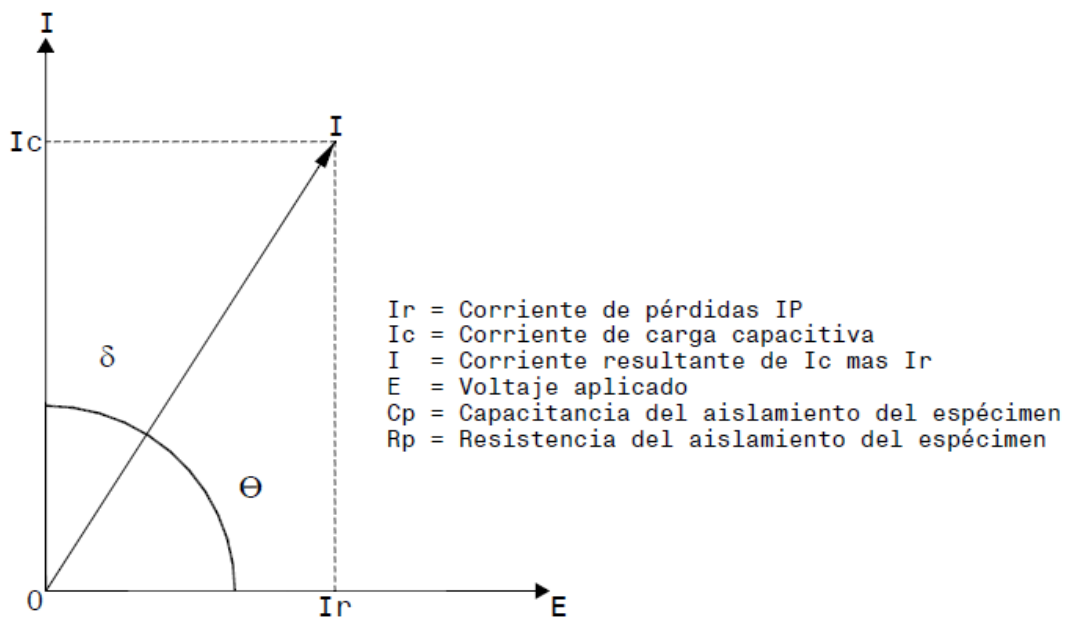 I
Ic
I
δ
Θ
O
Ir
E
Ir = Corriente de pérdidas IP
Ic = Corriente de carga capacitiva
I = Corriente resultante de Ic mas Ir
E = Voltaje aplicado
Cp = Capacitancia del aislamiento del espécimen
Rp = Resistencia del aislamiento del espécimen